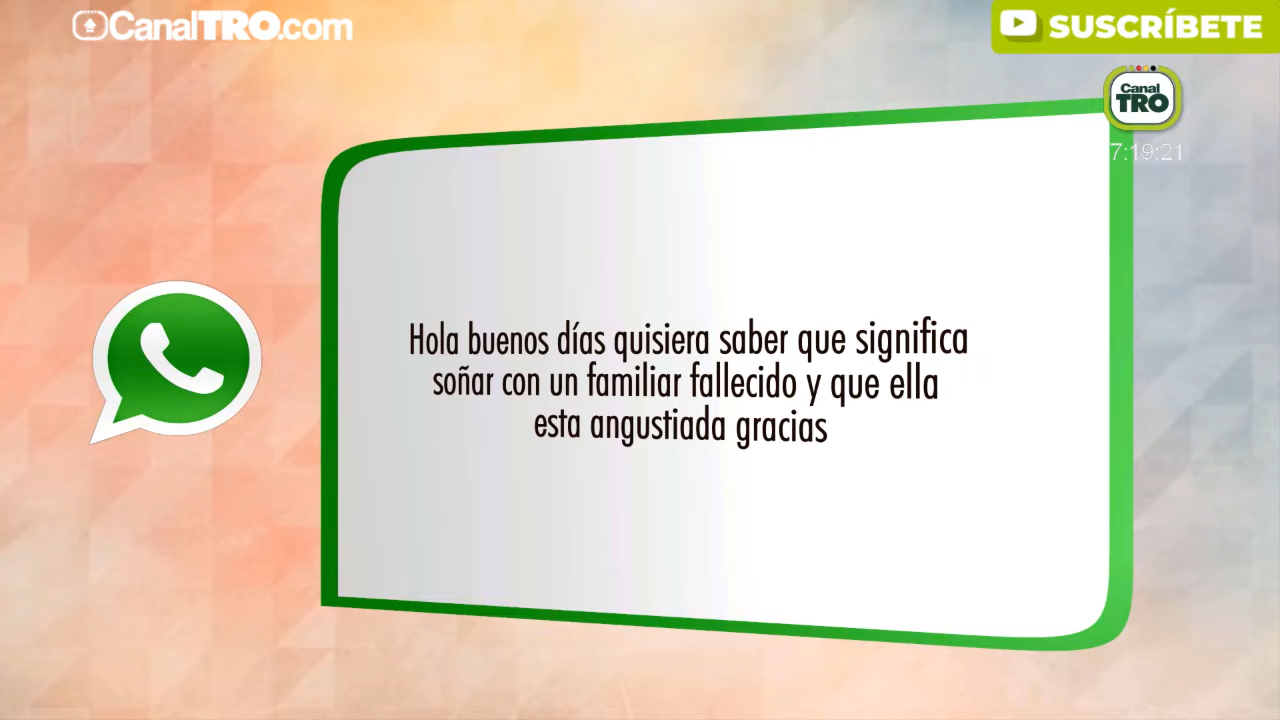 CanalTRO.com
SUSCRÍBETE
Canal
TRO
7:19:21
Hola buenos días quisiera saber que significa
soñar con un familiar fallecido y que ella
esta angustiada gracias